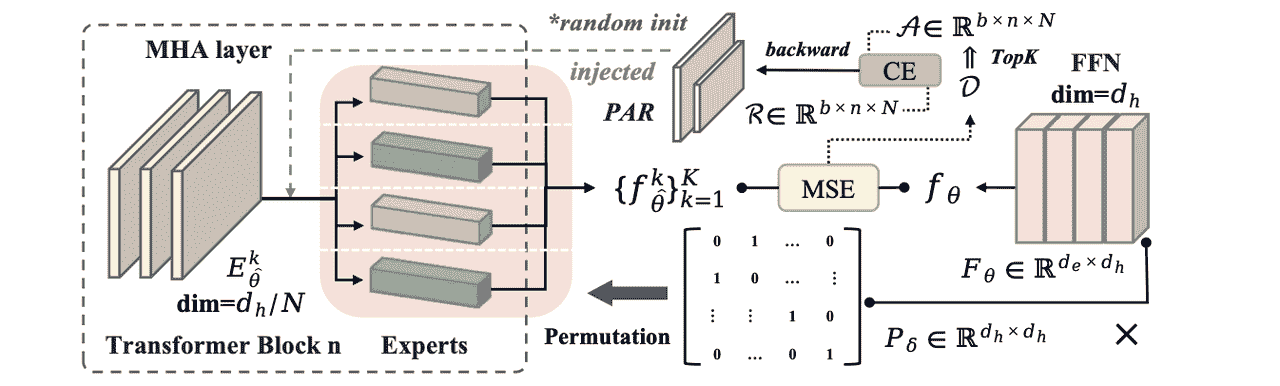 MHA layer
*random init
injected
PAR
backward
𝒜∈ ℝ^{b×n×N}
CE
⇑ TopK
𝒟
ℛ∈ ℝ^{b×n×N}
FFN
dim=d_h
{f^k_θ̂}^K_{k=1}
MSE
f_θ
E^k_θ̂
dim=d_h/N
Transformer Block n
Experts
Permutation
0 1 ... 0
1 0 ... ⋮
⋮ ⋮ 1 0
0 ... 0 1
F_θ ∈ ℝ^{d_e×d_h}
P_δ ∈ ℝ^{d_h×d_h}
×